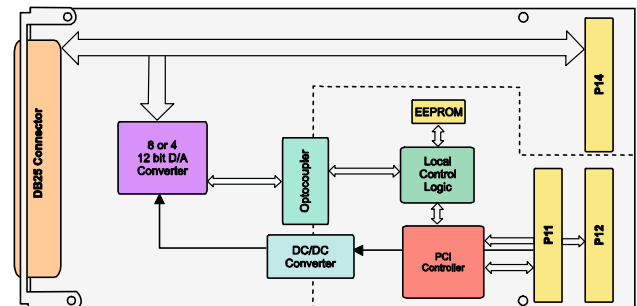 DB25 Connector
P14
EEPROM
8 or 4
12 bit D/A
Converter
Optocoupler
Local
Control
Logic
DC/DC
Converter
PCI
Controller
P11
P12